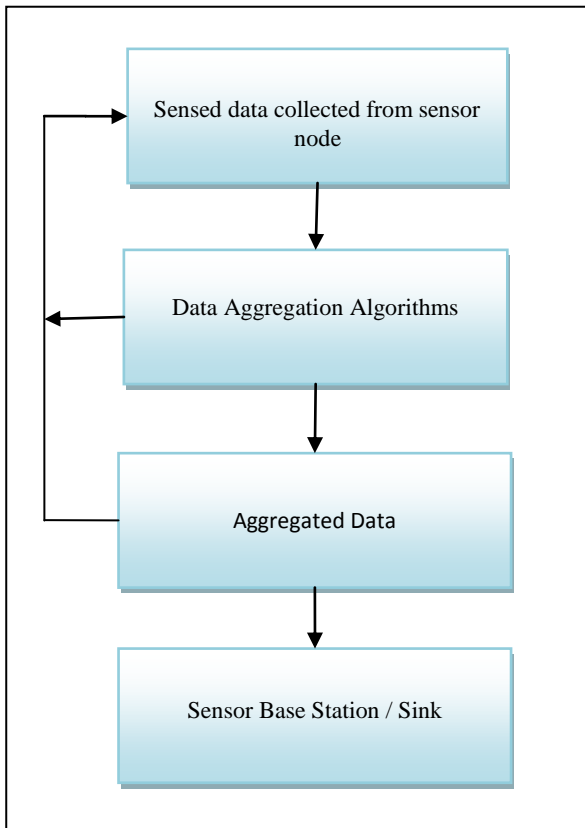 Sensed data collected from sensor
node
Data Aggregation Algorithms
Aggregated Data
Sensor Base Station / Sink